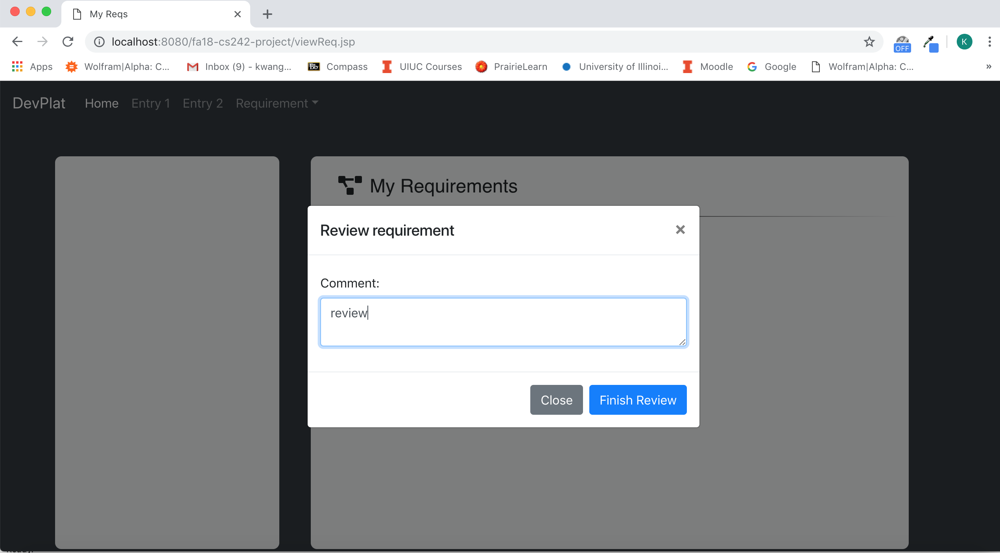 My Reqs
localhost:8080/fa18-cs242-project/viewReq.jsp
OFF
K
Apps
Wolfram|Alpha: C...
Inbox (9) - kwang...
Bb
Compass
UIUC Courses
PrairieLearn
University of Illinoi...
Moodle
Google
Wolfram|Alpha: C...
»
DevPlat Home Entry 1 Entry 2 Requirement
My Requirements
Review requirement
Comment:
review
Close
Finish Review